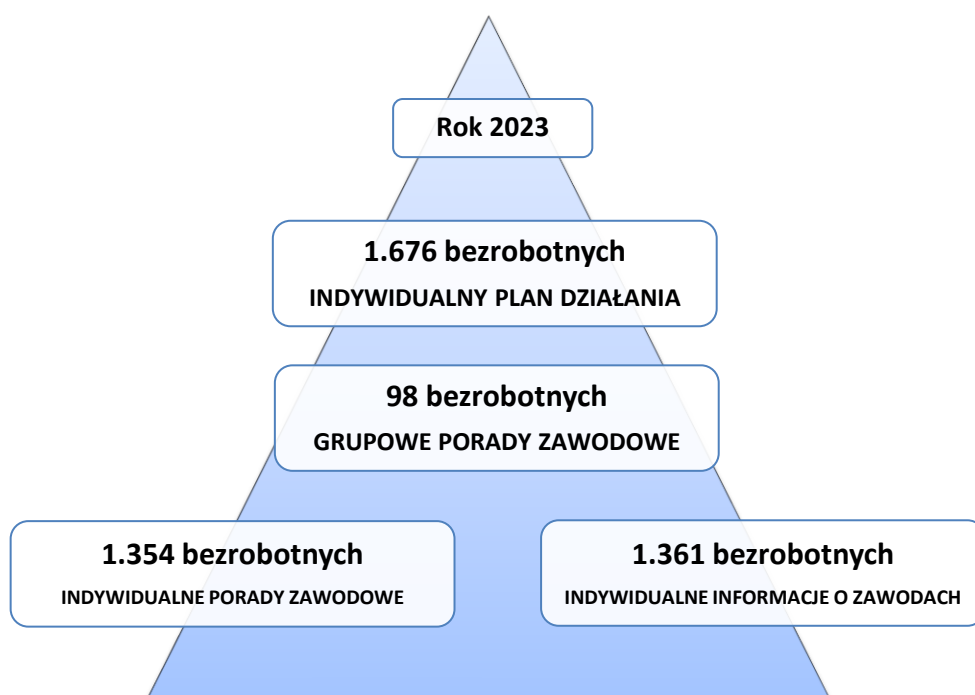 Rok 2023
1.676 bezrobotnych
INDYWIDUALNY PLAN DZIAŁANIA
98 bezrobotnych
GRUPOWE PORADY ZAWODOWE
1.354 bezrobotnych
INDYWIDUALNE PORADY ZAWODOWE
1.361 bezrobotnych
INDYWIDUALNE INFORMACJE O ZAWODACH